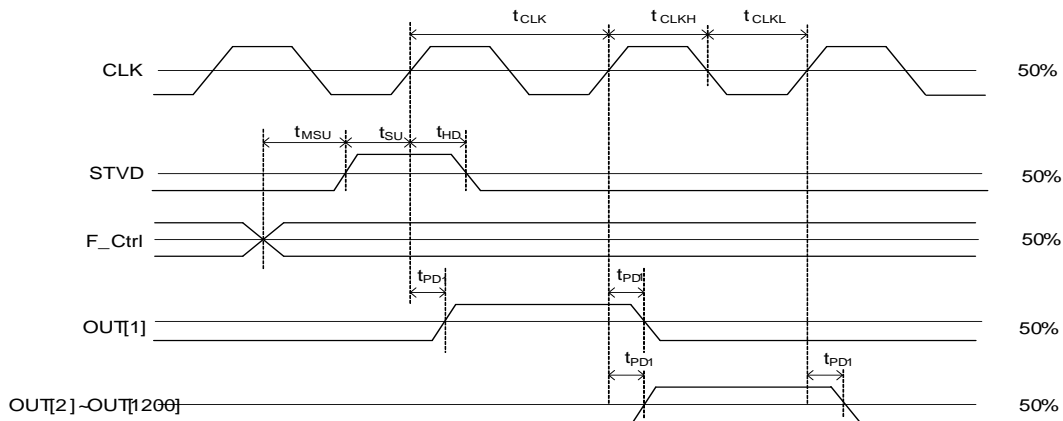 tCLK tCLKH tCLKL
CLK 50%
tMSU tSU tHD
STVD 50%
F_Ctrl 50%
tPD1 tPD1
OUT[1] 50%
tPD1 tPD1
OUT[2]~OUT[1200] 50%